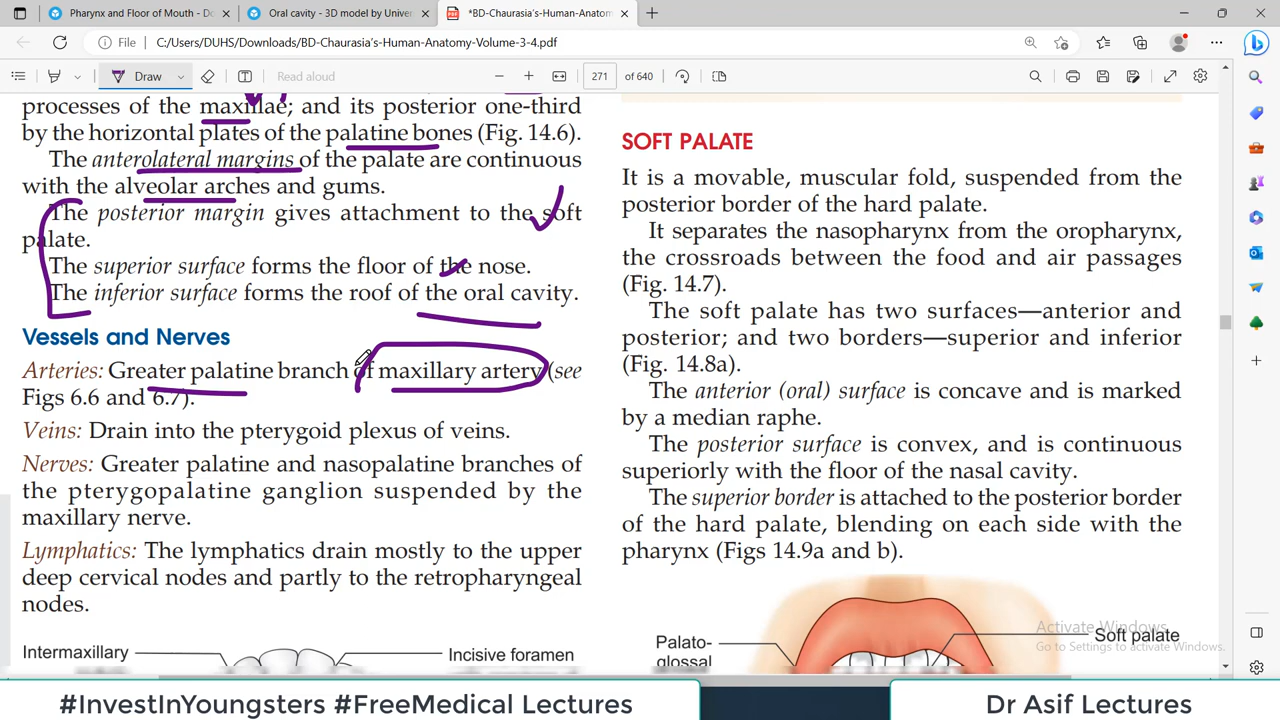 Pharynx and Floor of Mouth - Do
Oral cavity - 3D model by Univer
*BD-Chaurasia's-Human-Anatom
File
C:/Users/DUHS/Downloads/BD-Chaurasia's-Human-Anatomy-Volume-3-4.pdf
Draw
Read aloud
271 of 640
processes of the maxillae; and its posterior one-third
by the horizontal plates of the palatine bones (Fig. 14.6).
The anterolateral margins of the palate are continuous
with the alveolar arches and gums.
The posterior margin gives attachment to the soft
palate.
The superior surface forms the floor of the nose.
The inferior surface forms the roof of the oral cavity.
Vessels and Nerves
Arteries: Greater palatine branch of maxillary artery (see
Figs 6.6 and 6.7).
Veins: Drain into the pterygoid plexus of veins.
Nerves: Greater palatine and nasopalatine branches of
the pterygopalatine ganglion suspended by the
maxillary nerve.
Lymphatics: The lymphatics drain mostly to the upper
deep cervical nodes and partly to the retropharyngeal
nodes.
Intermaxillary
Incisive foramen
SOFT PALATE
It is a movable, muscular fold, suspended from the
posterior border of the hard palate.
It separates the nasopharynx from the oropharynx,
the crossroads between the food and air passages
(Fig. 14.7).
The soft palate has two surfaces—anterior and
posterior; and two borders—superior and inferior
(Fig. 14.8a).
The anterior (oral) surface is concave and is marked
by a median raphe.
The posterior surface is convex, and is continuous
superiorly with the floor of the nasal cavity.
The superior border is attached to the posterior border
of the hard palate, blending on each side with the
pharynx (Figs 14.9a and b).
Palato-
glossal
Soft palate
Activate Windows
Go to Settings to activate Windows.
#InvestInYoungsters #FreeMedical Lectures
Dr Asif Lectures